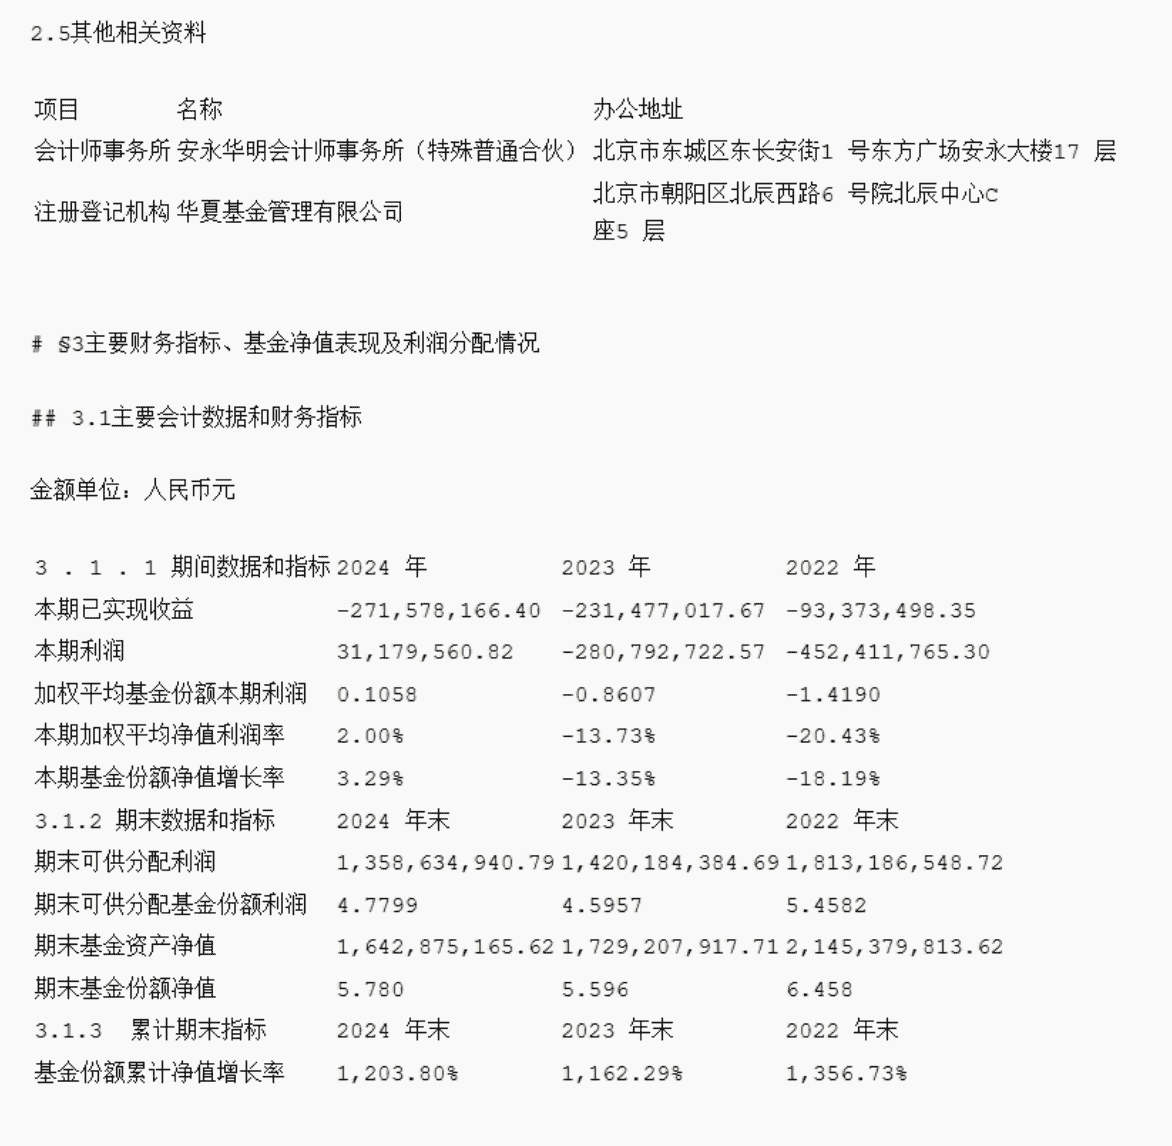 2.5其他相关资料
项目 名称 办公地址
会计师事务所 安永华明会计师事务所（特殊普通合伙） 北京市东城区东长安街1 号东方广场安永大楼17 层
注册登记机构 华夏基金管理有限公司 北京市朝阳区北辰西路6 号院北辰中心C
座5 层
# §3主要财务指标、基金净值表现及利润分配情况
## 3.1主要会计数据和财务指标
金额单位：人民币元
3 . 1 . 1 期间数据和指标 2024 年 2023 年 2022 年
本期已实现收益 -271,578,166.40 -231,477,017.67 -93,373,498.35
本期利润 31,179,560.82 -280,792,722.57 -452,411,765.30
加权平均基金份额本期利润 0.1058 -0.8607 -1.4190
本期加权平均净值利润率 2.00% -13.73% -20.43%
本期基金份额净值增长率 3.29% -13.35% -18.19%
3.1.2 期末数据和指标 2024 年末 2023 年末 2022 年末
期末可供分配利润 1,358,634,940.79 1,420,184,384.69 1,813,186,548.72
期末可供分配基金份额利润 4.7799 4.5957 5.4582
期末基金资产净值 1,642,875,165.62 1,729,207,917.71 2,145,379,813.62
期末基金份额净值 5.780 5.596 6.458
3.1.3 累计期末指标 2024 年末 2023 年末 2022 年末
基金份额累计净值增长率 1,203.80% 1,162.29% 1,356.73%